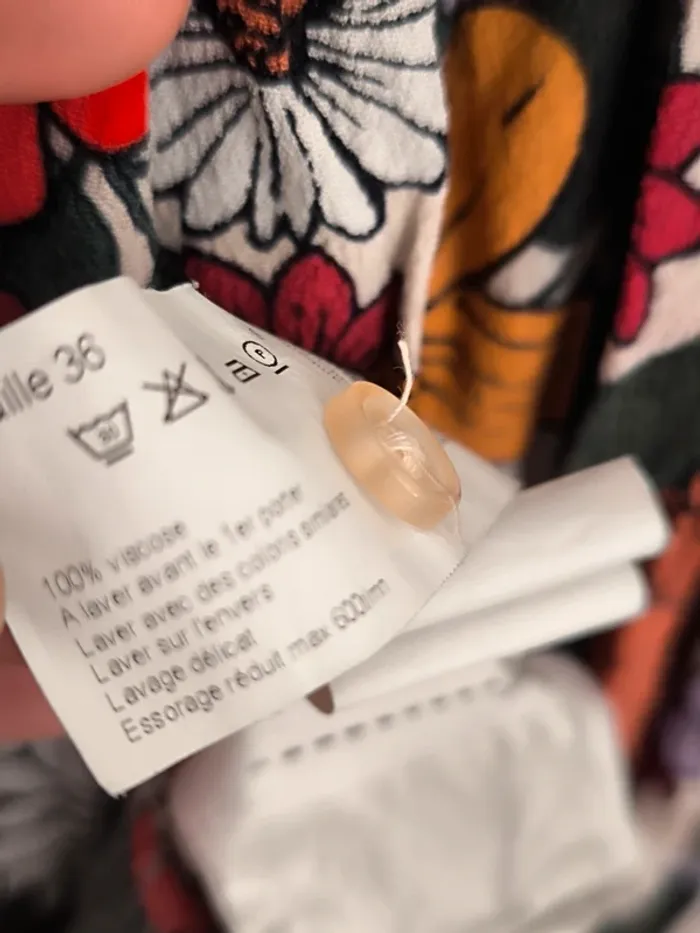 ille 36
100% viscose
A laver avant le 1er porter
Laver avec des coloris similaires
Laver sur l'envers
Lavage délicat
Essorage réduit max 600trm